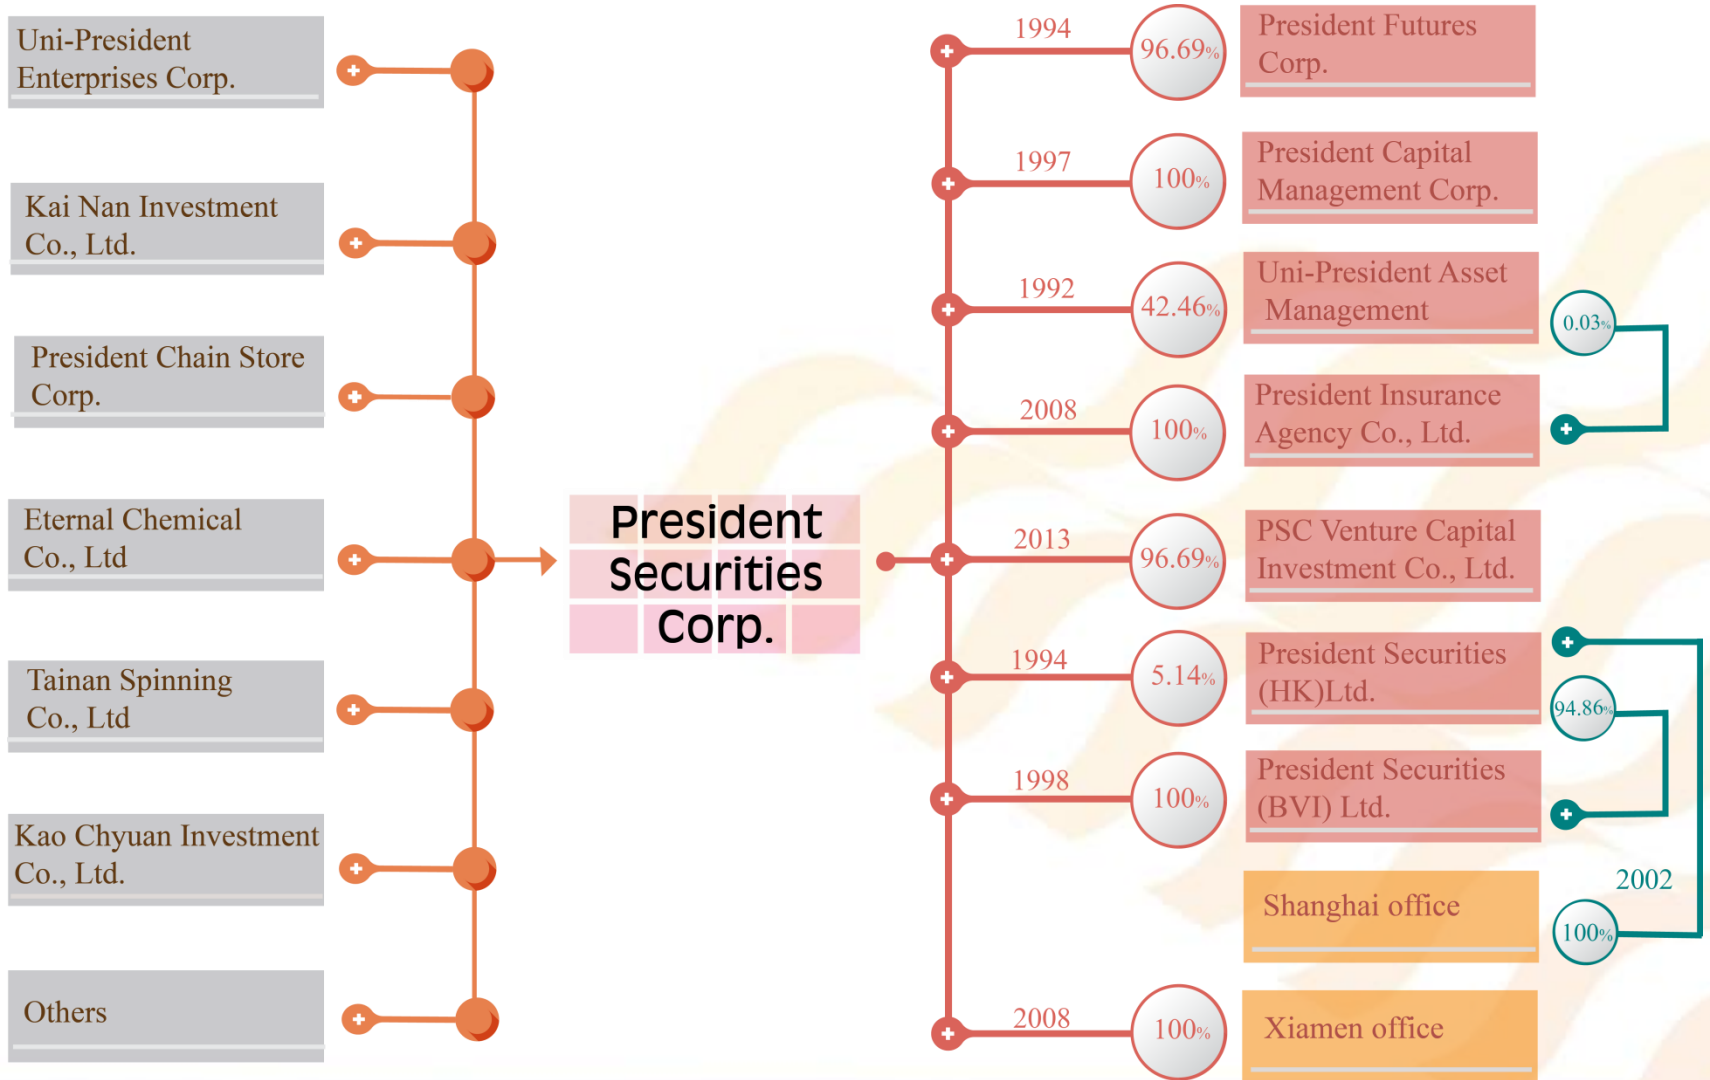 Uni-President
Enterprises Corp.
Kai Nan Investment
Co., Ltd.
President Chain Store
Corp.
Eternal Chemical
Co., Ltd
Tainan Spinning
Co., Ltd
Kao Chyuan Investment
Co., Ltd.
Others
President
Securities
Corp.
1994
96.69%
President Futures
Corp.
1997
100%
President Capital
Management Corp.
1992
42.46%
Uni-President Asset
Management
0.03%
2008
100%
President Insurance
Agency Co., Ltd.
2013
96.69%
PSC Venture Capital
Investment Co., Ltd.
1994
5.14%
President Securities
(HK)Ltd.
94.86%
1998
100%
President Securities
(BVI) Ltd.
2002
Shanghai office
100%
2008
100%
Xiamen office